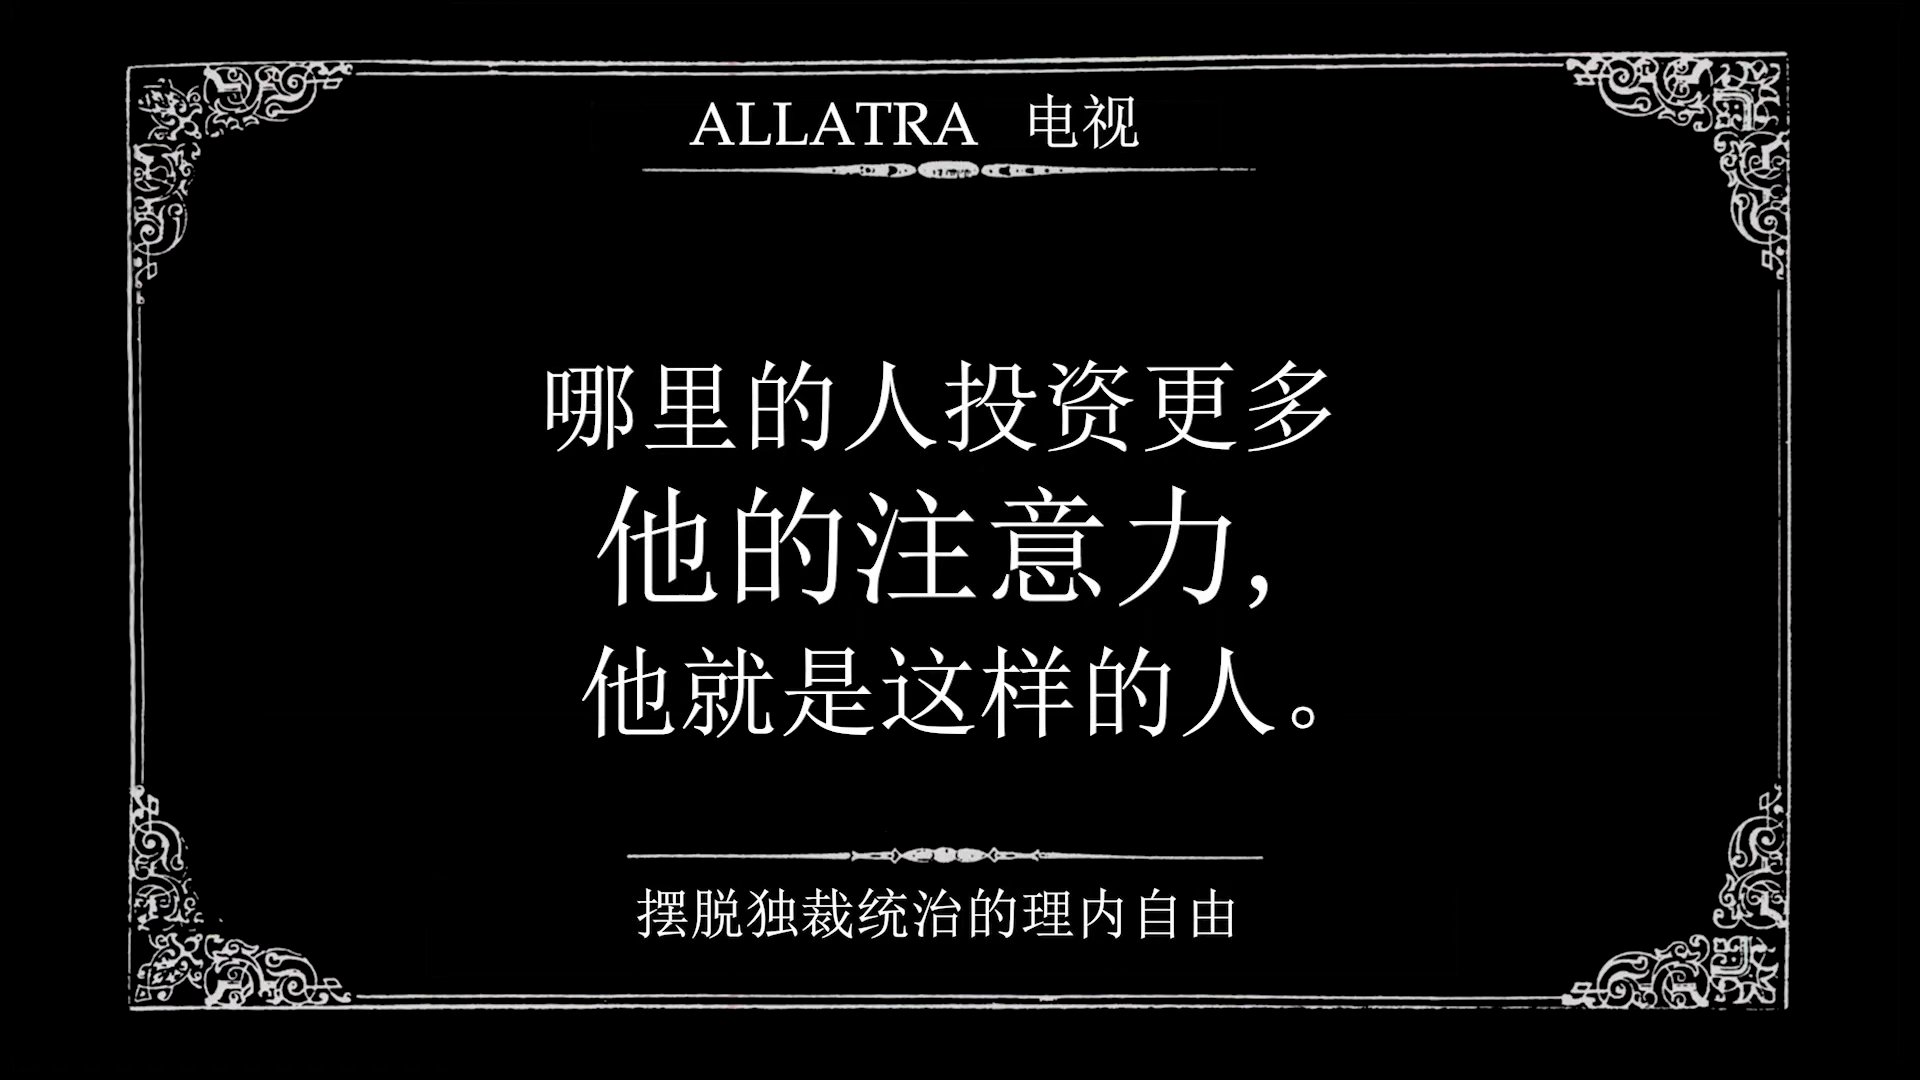 ALLATRA 电视
哪里的人投资更多
他的注意力,
他就是这样的人。
摆脱独裁统治的理内自由